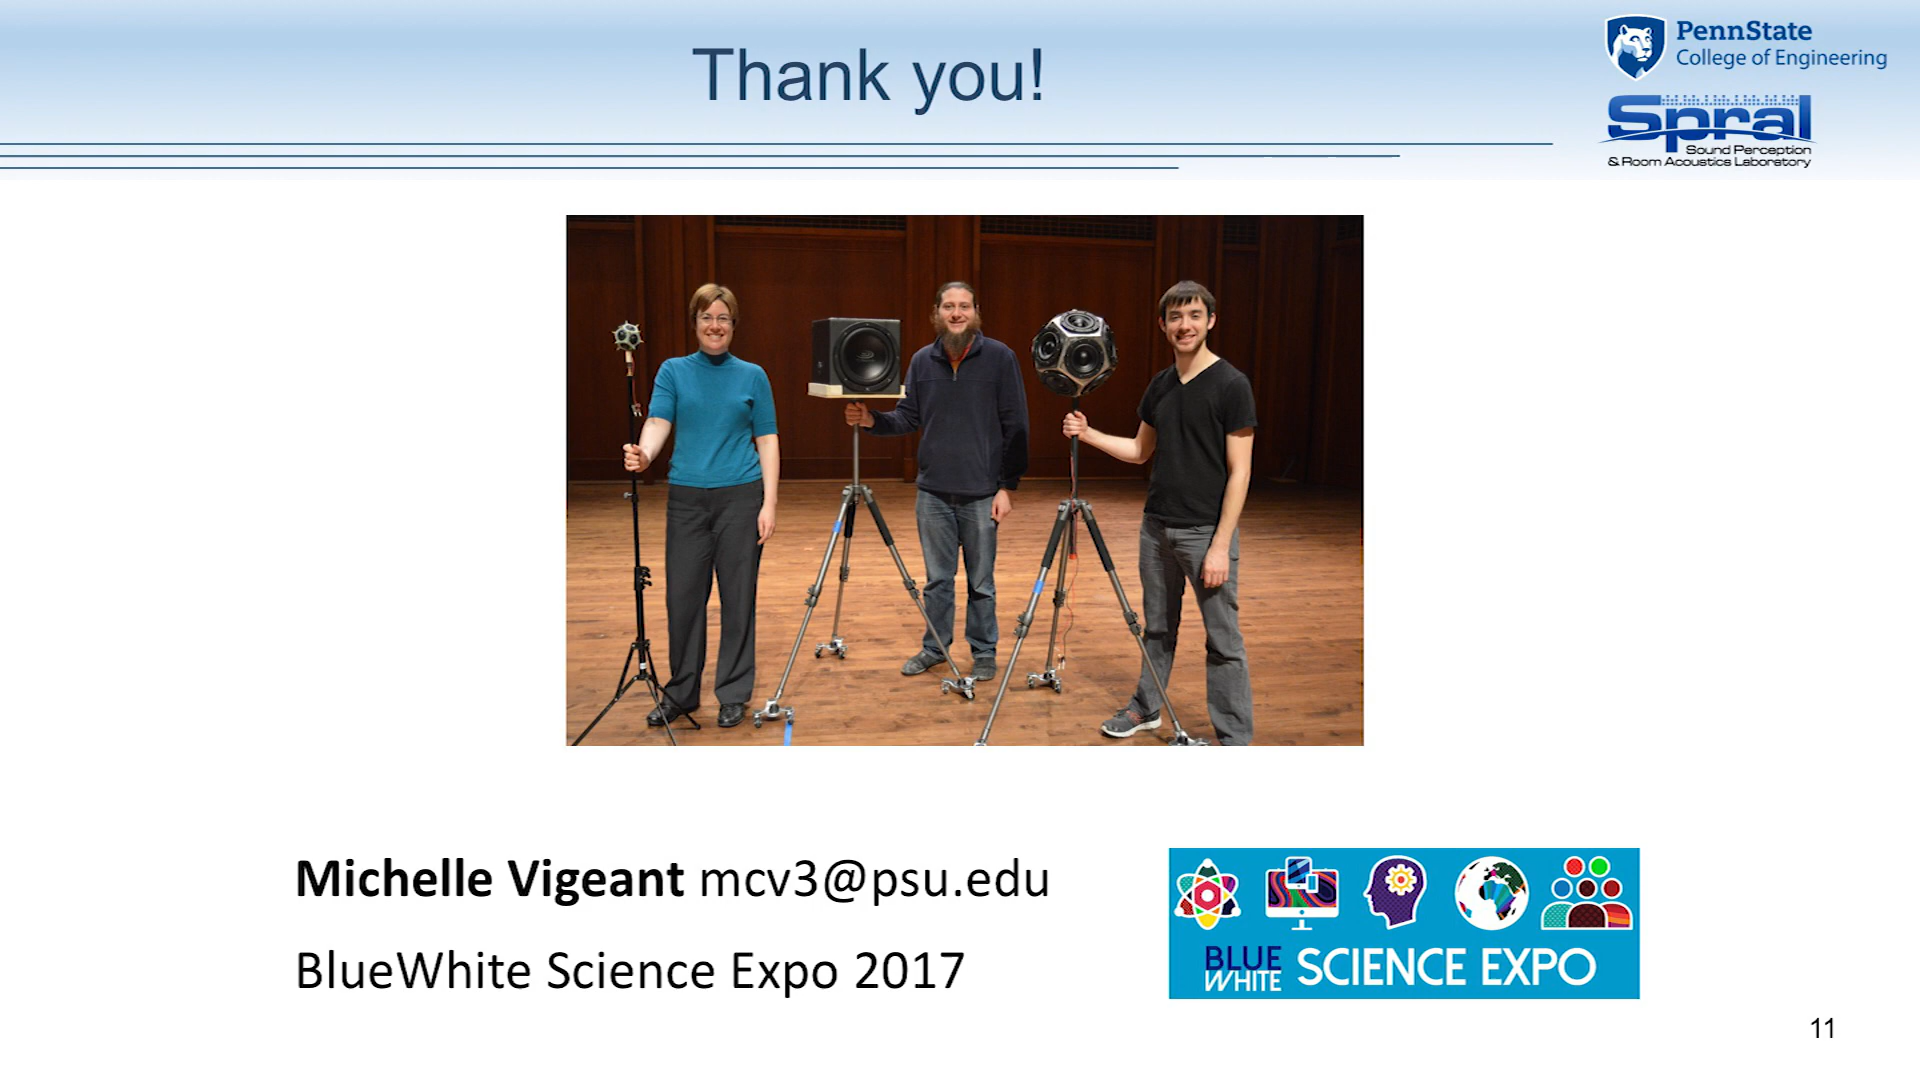 Thank you!
PennState
College of Engineering
Spral
Sound Perception
& Room Acoustics Laboratory
Michelle Vigeant mcv3@psu.edu
BlueWhite Science Expo 2017
BLUE
WHITE SCIENCE EXPO
11